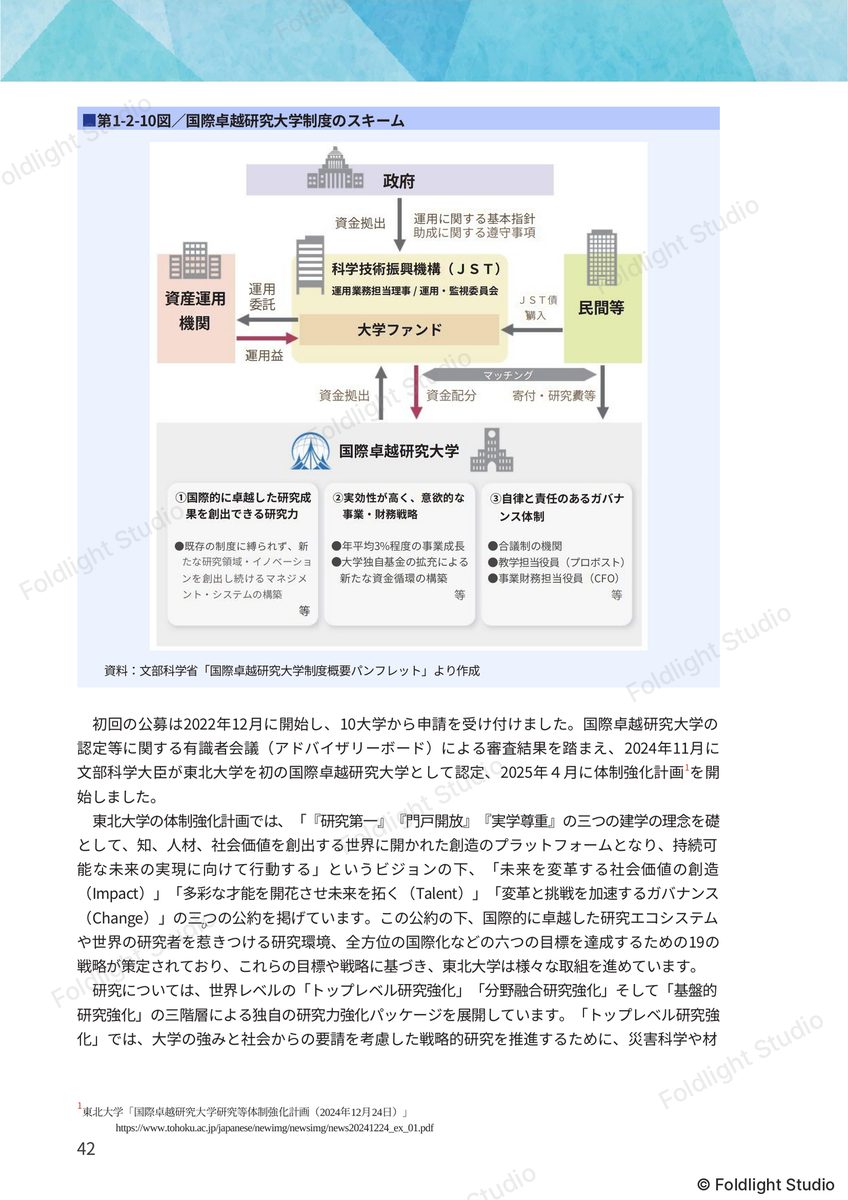 ■第1-2-10図／国際卓越研究大学制度のスキーム
政府
資金拠出
運用に関する基本指針
助成に関する遵守事項
資産運用
機関
運用
委託
運用益
科学技術振興機構（ＪＳＴ）
運用業務担当理事 / 運用・監視委員会
大学ファンド
ＪＳＴ債
購入
民間等
マッチング
資金拠出
資金配分
寄付・研究費等
国際卓越研究大学
①国際的に卓越した研究成
果を創出できる研究力
●既存の制度に縛られず、新
たな研究領域・イノベーショ
ンを創出し続けるマネジメ
ント・システムの構築
等
②実効性が高く、意欲的な
事業・財務戦略
●年平均3%程度の事業成長
●大学独自基金の拡充による
新たな資金循環の構築
等
③自律と責任のあるガバナ
ンス体制
●合議制の機関
●教学担当役員（プロボスト）
●事業財務担当役員（CFO）
等
資料：文部科学省「国際卓越研究大学制度概要パンフレット」より作成
初回の公募は2022年12月に開始し、10大学から申請を受け付けました。国際卓越研究大学の
認定等に関する有識者会議（アドバイザリーボード）による審査結果を踏まえ、2024年11月に
文部科学大臣が東北大学を初の国際卓越研究大学として認定、2025年４月に体制強化計画1を開
始しました。
東北大学の体制強化計画では、「『研究第一』『門戸開放』『実学尊重』の三つの建学の理念を礎
として、知、人材、社会価値を創出する世界に開かれた創造のプラットフォームとなり、持続可
能な未来の実現に向けて行動する」というビジョンの下、「未来を変革する社会価値の創造
（Impact）」「多彩な才能を開花させ未来を拓く（Talent）」「変革と挑戦を加速するガバナンス
（Change）」の三つの公約を掲げています。この公約の下、国際的に卓越した研究エコシステム
や世界の研究者を惹きつける研究環境、全方位の国際化などの六つの目標を達成するための19の
戦略が策定されており、これらの目標や戦略に基づき、東北大学は様々な取組を進めています。
研究については、世界レベルの「トップレベル研究強化」「分野融合研究強化」そして「基盤的
研究強化」の三階層による独自の研究力強化パッケージを展開しています。「トップレベル研究強
化」では、大学の強みと社会からの要請を考慮した戦略的研究を推進するために、災害科学や材
1東北大学「国際卓越研究大学研究等体制強化計画（2024年12月24日）」
https://www.tohoku.ac.jp/japanese/newimg/newsimg/news20241224_ex_01.pdf
42
© Foldlight Studio